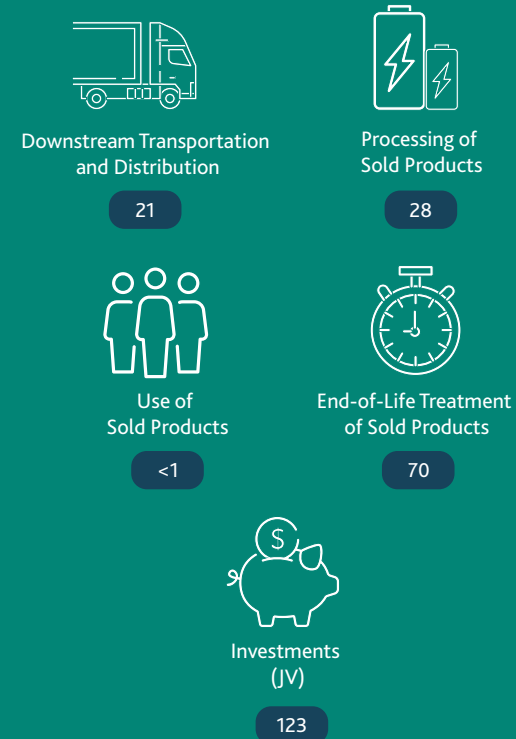 Downstream Transportation
and Distribution
21
Processing of
Sold Products
28
Use of
Sold Products
<1
End-of-Life Treatment
of Sold Products
70
$
Investments
(JV)
123